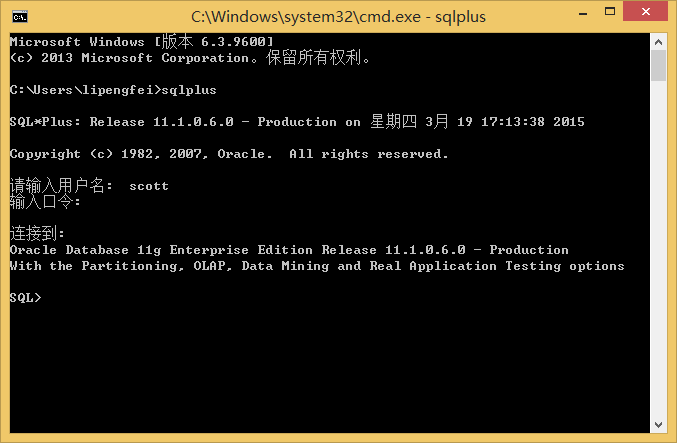 C:\Windows\system32\cmd.exe - sqlplus
Microsoft Windows [版本 6.3.9600]
(c) 2013 Microsoft Corporation。保留所有权利。
C:\Users\lipengfei>sqlplus
SQL*Plus: Release 11.1.0.6.0 - Production on 星期四 3月 19 17:13:38 2015
Copyright (c) 1982, 2007, Oracle.  All rights reserved.
请输入用户名:  scott
输入口令:
连接到:
Oracle Database 11g Enterprise Edition Release 11.1.0.6.0 - Production
With the Partitioning, OLAP, Data Mining and Real Application Testing options
SQL>